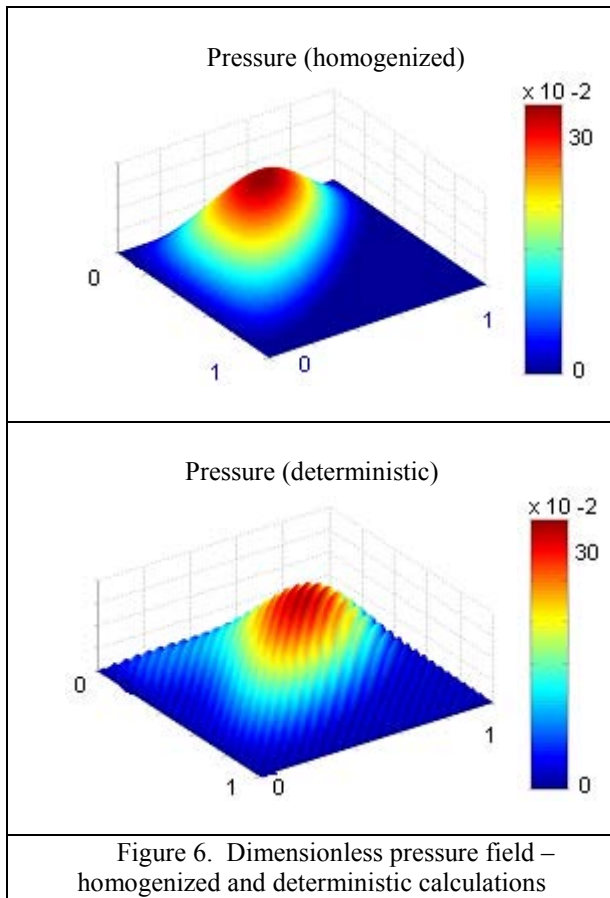 Pressure (homogenized)
x 10 -2
30
0
0
1
1
0
Pressure (deterministic)
x 10 -2
30
0
0
1
1
0
Figure 6. Dimensionless pressure field –
homogenized and deterministic calculations